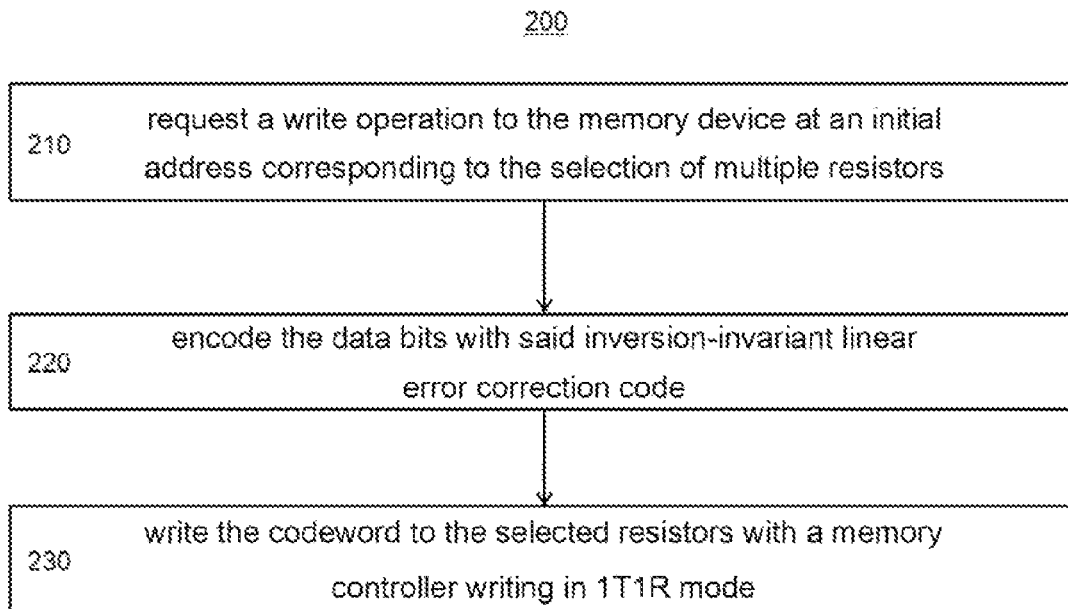 200
210
request a write operation to the memory device at an initial
address corresponding to the selection of multiple resistors
220
encode the data bits with said inversion-invariant linear
error correction code
230
write the codeword to the selected resistors with a memory
controller writing in 1T1R mode